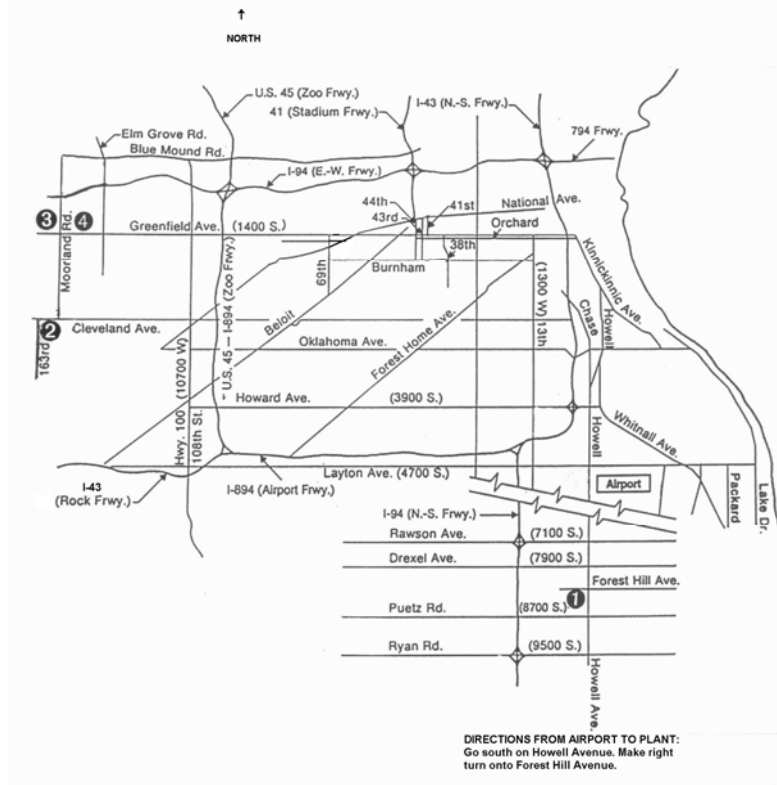 NORTH
U.S. 45 (Zoo Frwy.)
41 (Stadium Frwy.)
I-43 (N.-S. Frwy.)
794 Frwy.
Elm Grove Rd.
Blue Mound Rd.
I-94 (E.-W. Frwy.)
44th
43rd
41st
National Ave.
3
4
Moorland Rd.
Greenfield Ave. (1400 S.)
Orchard
38th
Kinnickinnic Ave.
69th
Burnham
U.S. 45 — I-894 (Zoo Frwy.)
(1300 W) 13th
Beloit
Forest Home Ave.
Chase
Howell
2
Cleveland Ave.
163rd
Oklahoma Ave.
Hwy. 100 (10700 W)
108th St.
Howard Ave. (3900 S.)
Howell
Whitnall Ave.
Layton Ave. (4700 S.)
I-43
(Rock Frwy.)
I-894 (Airport Frwy.)
Airport
Packard
Lake Dr.
I-94 (N.-S. Frwy.)
Rawson Ave. (7100 S.)
Drexel Ave. (7900 S.)
Forest Hill Ave.
1
Puetz Rd. (8700 S.)
Ryan Rd. (9500 S.)
Howell Ave.
DIRECTIONS FROM AIRPORT TO PLANT:
Go south on Howell Avenue. Make right
turn onto Forest Hill Avenue.